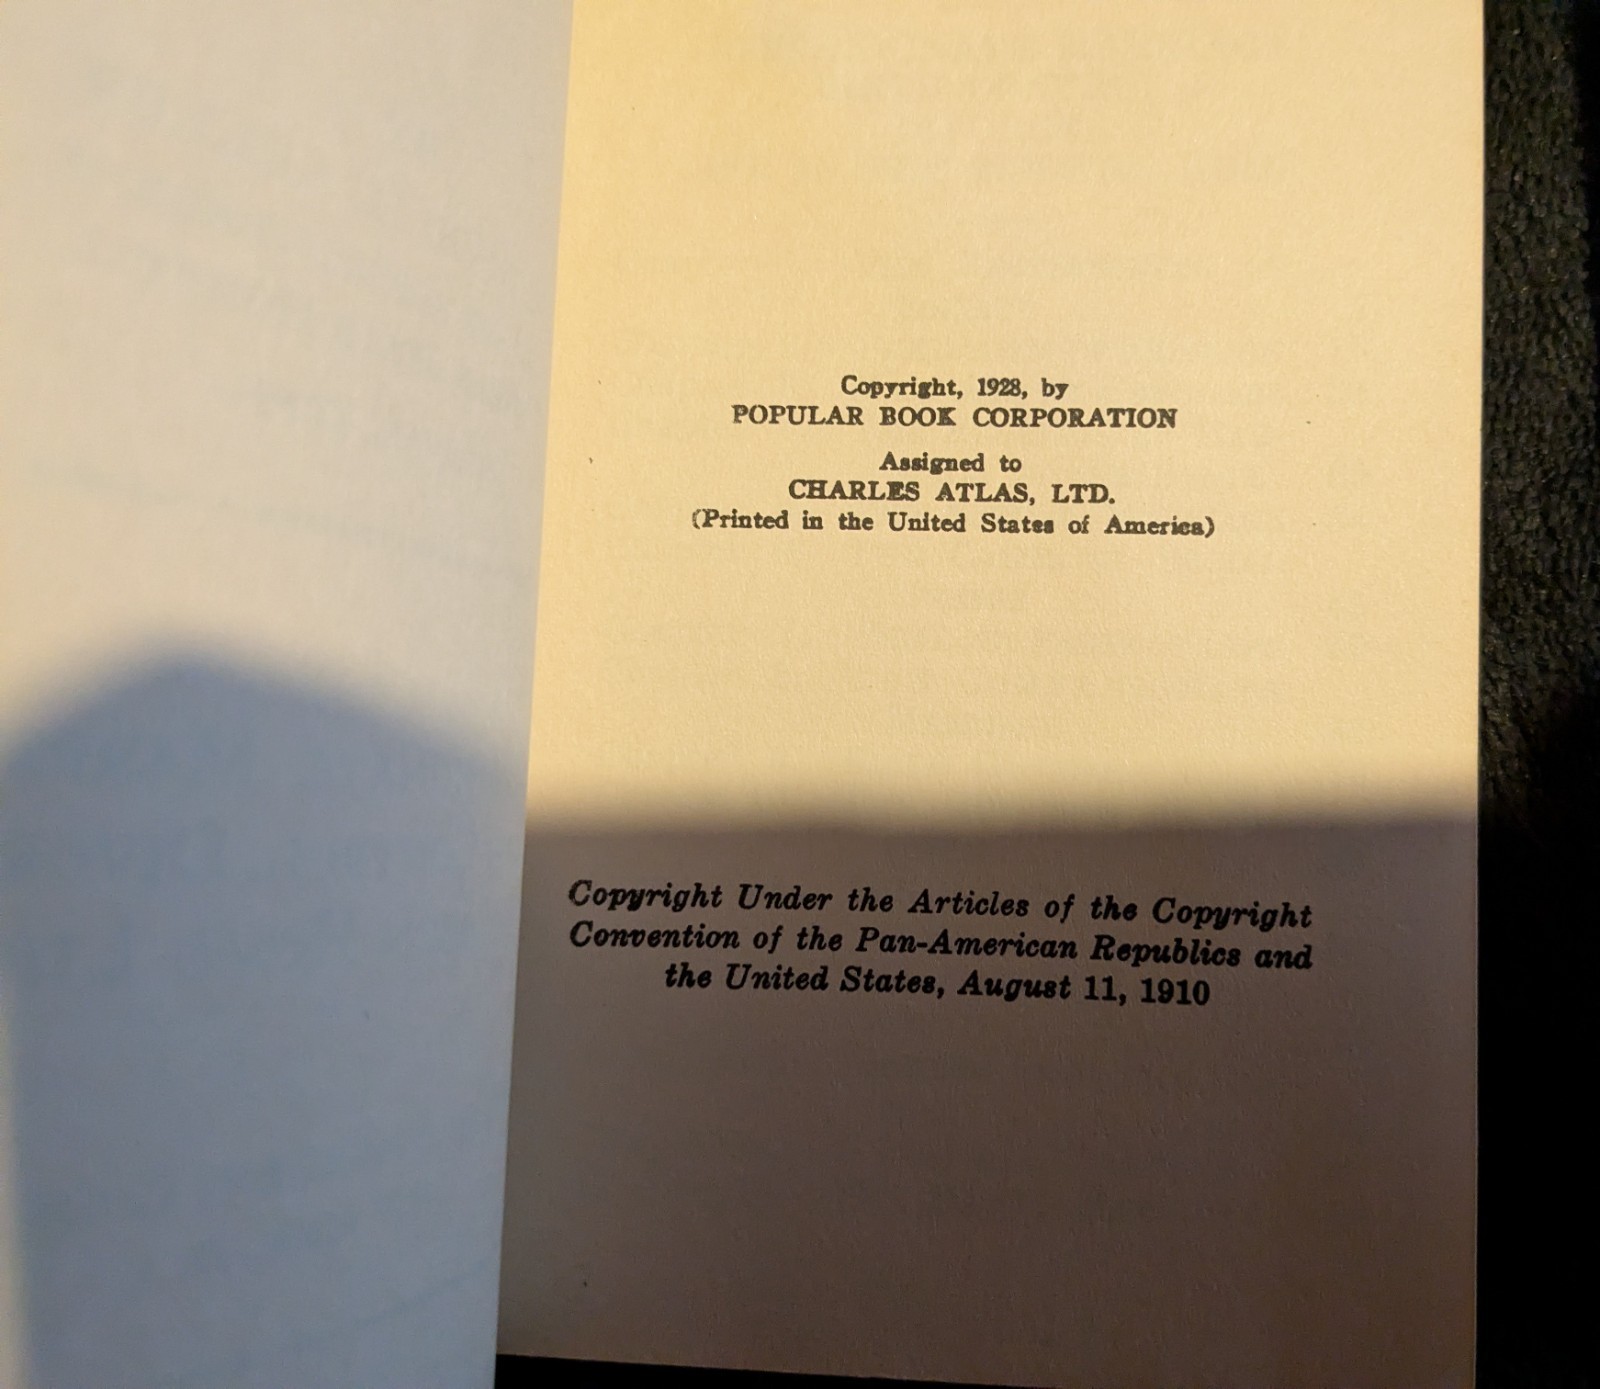 Copyright, 1928, by
POPULAR BOOK CORPORATION
Assigned to
CHARLES ATLAS, LTD.
(Printed in the United States of America)
Copyright Under the Articles of the Copyright
Convention of the Pan-American Republics and
the United States, August 11, 1910